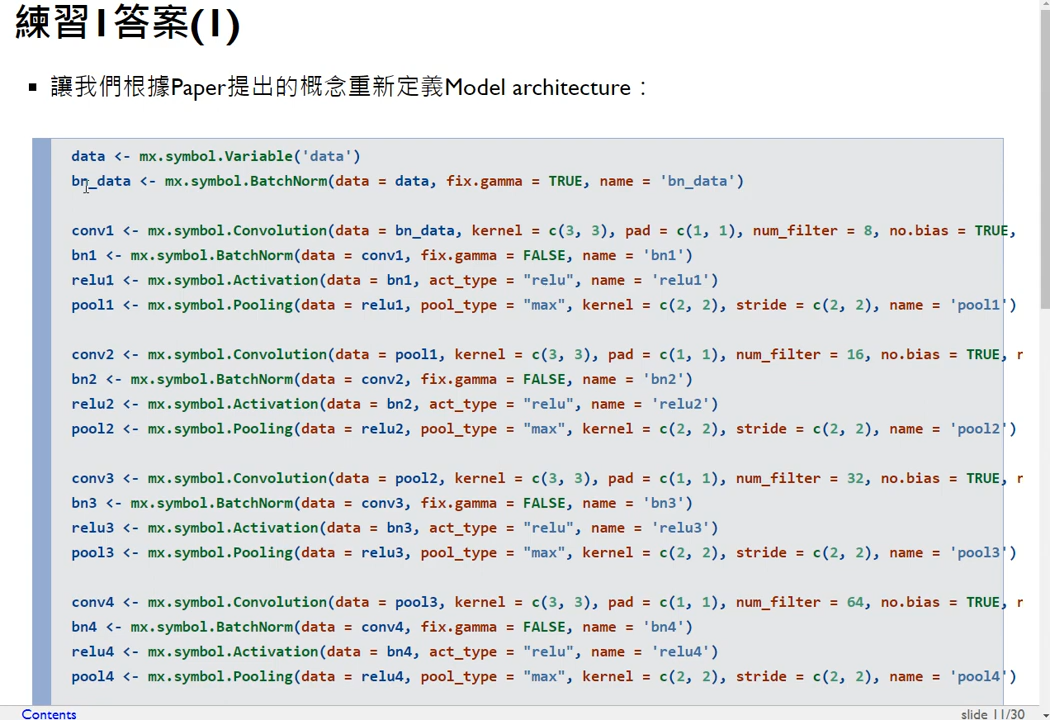 練習1答案(1)
▪ 讓我們根據Paper提出的概念重新定義Model architecture：
data <- mx.symbol.Variable('data')
bn_data <- mx.symbol.BatchNorm(data = data, fix.gamma = TRUE, name = 'bn_data')
conv1 <- mx.symbol.Convolution(data = bn_data, kernel = c(3, 3), pad = c(1, 1), num_filter = 8, no.bias = TRUE,
bn1 <- mx.symbol.BatchNorm(data = conv1, fix.gamma = FALSE, name = 'bn1')
relu1 <- mx.symbol.Activation(data = bn1, act_type = "relu", name = 'relu1')
pool1 <- mx.symbol.Pooling(data = relu1, pool_type = "max", kernel = c(2, 2), stride = c(2, 2), name = 'pool1')
conv2 <- mx.symbol.Convolution(data = pool1, kernel = c(3, 3), pad = c(1, 1), num_filter = 16, no.bias = TRUE,
bn2 <- mx.symbol.BatchNorm(data = conv2, fix.gamma = FALSE, name = 'bn2')
relu2 <- mx.symbol.Activation(data = bn2, act_type = "relu", name = 'relu2')
pool2 <- mx.symbol.Pooling(data = relu2, pool_type = "max", kernel = c(2, 2), stride = c(2, 2), name = 'pool2')
conv3 <- mx.symbol.Convolution(data = pool2, kernel = c(3, 3), pad = c(1, 1), num_filter = 32, no.bias = TRUE,
bn3 <- mx.symbol.BatchNorm(data = conv3, fix.gamma = FALSE, name = 'bn3')
relu3 <- mx.symbol.Activation(data = bn3, act_type = "relu", name = 'relu3')
pool3 <- mx.symbol.Pooling(data = relu3, pool_type = "max", kernel = c(2, 2), stride = c(2, 2), name = 'pool3')
conv4 <- mx.symbol.Convolution(data = pool3, kernel = c(3, 3), pad = c(1, 1), num_filter = 64, no.bias = TRUE,
bn4 <- mx.symbol.BatchNorm(data = conv4, fix.gamma = FALSE, name = 'bn4')
relu4 <- mx.symbol.Activation(data = bn4, act_type = "relu", name = 'relu4')
pool4 <- mx.symbol.Pooling(data = relu4, pool_type = "max", kernel = c(2, 2), stride = c(2, 2), name = 'pool4')
Contents
slide 11/30